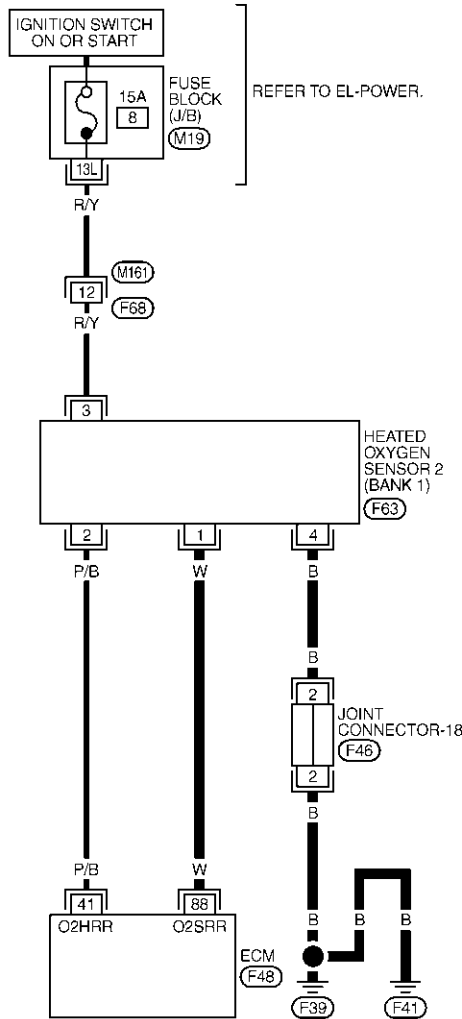 IGNITION SWITCH
ON OR START
FUSE
BLOCK
(J/B)
M19
15A
8
REFER TO EL-POWER.
13L
R/Y
M161
12
F68
R/Y
3
HEATED
OXYGEN
SENSOR 2
(BANK 1)
F63
2 1 4
P/B W B
B
2
JOINT
CONNECTOR-18
F46
2
B
P/B W
41 88
O2HRR O2SRR
B B B
ECM
F48
F39 F41